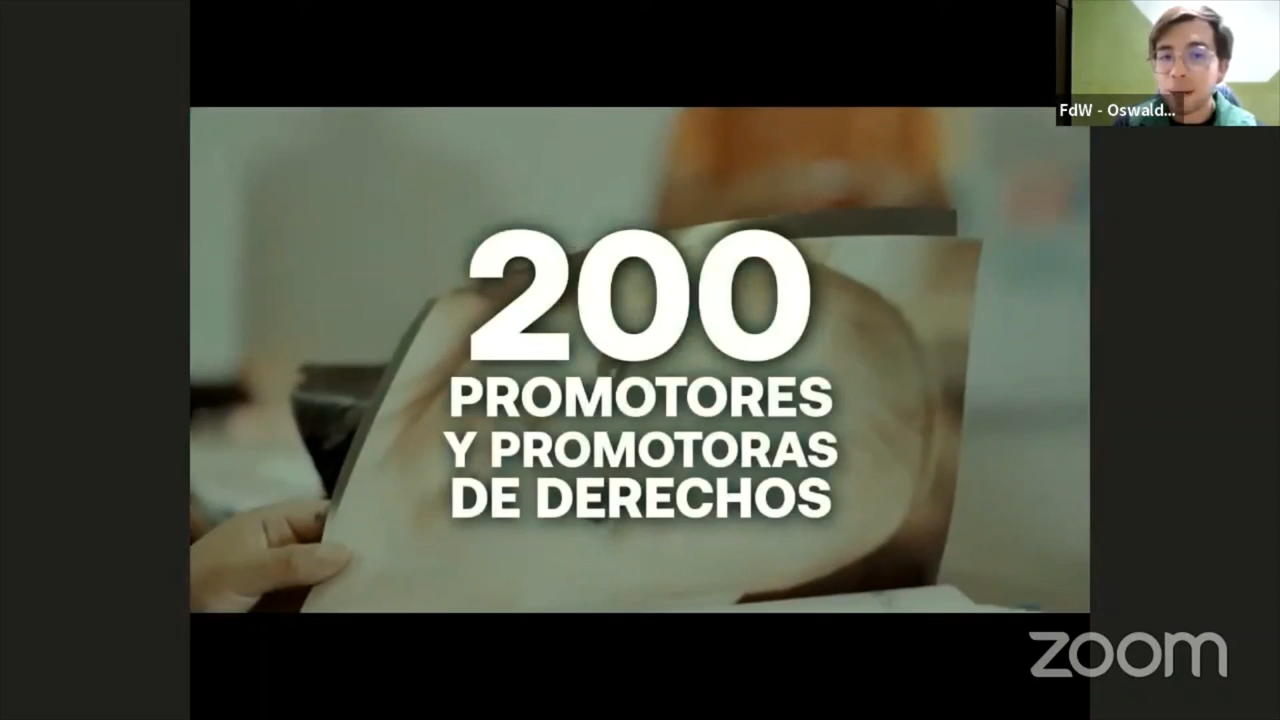 FdW - Oswald...
200
PROMOTORES
Y PROMOTORAS
DE DERECHOS
zoom